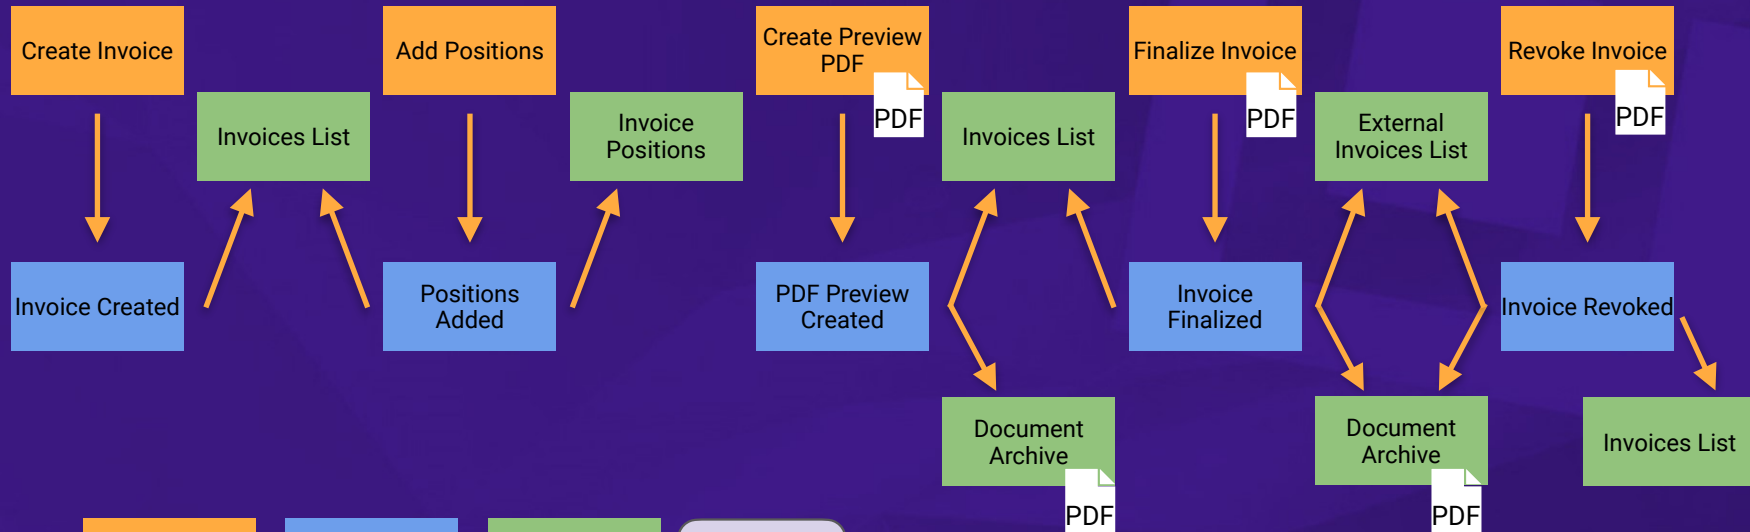 Create Invoice
Add Positions
Create Preview
PDF
PDF
Finalize Invoice
PDF
Revoke Invoice
PDF
Invoices List
Invoice
Positions
Invoices List
External
Invoices List
Invoice Created
Positions
Added
PDF Preview
Created
Invoice
Finalized
Invoice Revoked
Document
Archive
PDF
Document
Archive
PDF
Invoices List